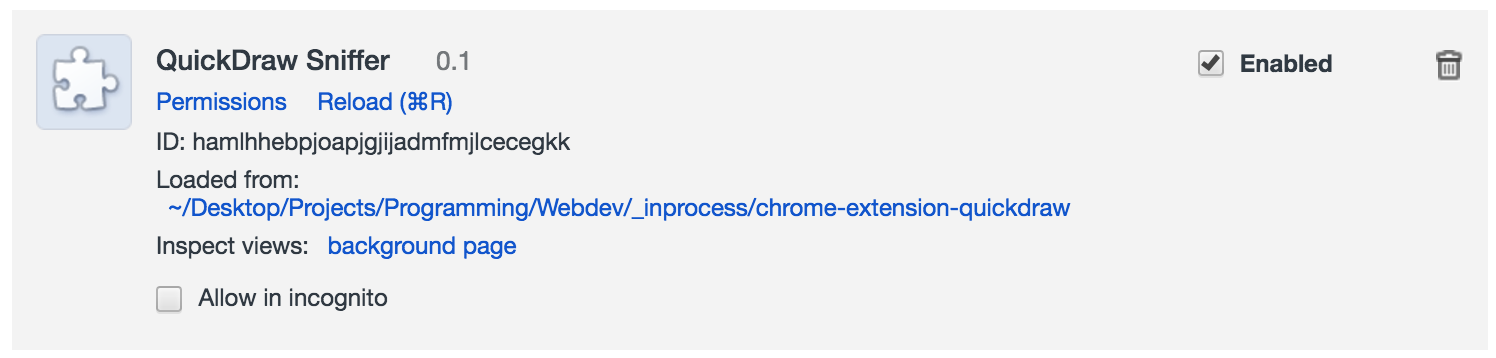 QuickDraw Sniffer 0.1 Enabled
Permissions Reload (⌘R)
ID: hamlhhebpjoapjgjijadmfmjlcecegkk
Loaded from:
~/Desktop/Projects/Programming/Webdev/_inprocess/chrome-extension-quickdraw
Inspect views: background page
Allow in incognito